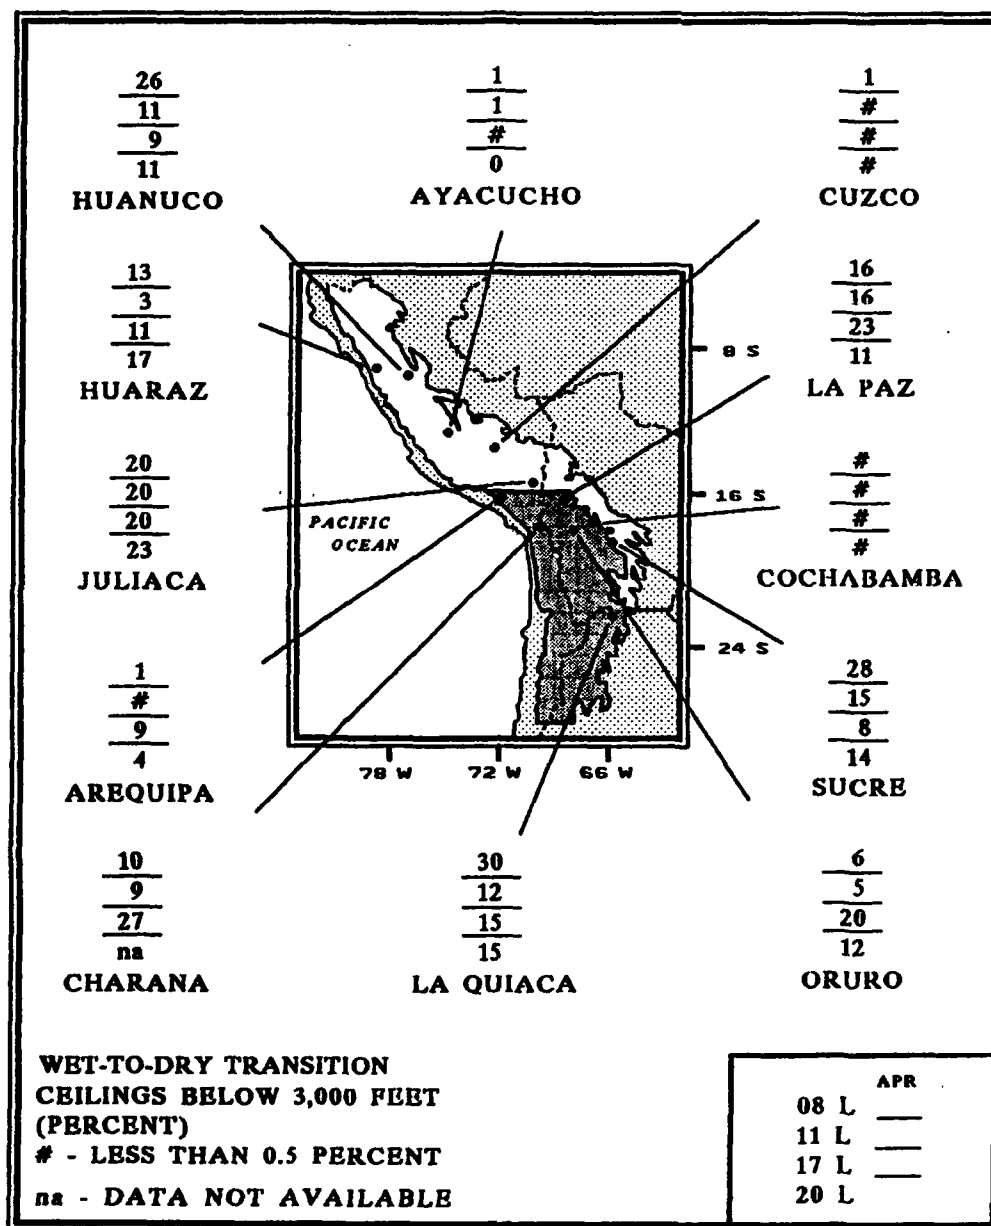 26
11
9
11
HUANUCO
1
1
#
0
AYACUCHO
1
#
#
#
CUZCO
13
3
11
17
HUARAZ
16
16
23
11
LA PAZ
20
20
20
23
JULIACA
#
#
#
#
COCHABAMBA
8 S
16 S
24 S
PACIFIC
OCEAN
78 W
72 W
66 W
1
#
9
4
AREQUIPA
28
15
8
14
SUCRE
10
9
27
na
CHARANA
30
12
15
15
LA QUIACA
6
5
20
12
ORURO
WET-TO-DRY TRANSITION
CEILINGS BELOW 3,000 FEET
(PERCENT)
# - LESS THAN 0.5 PERCENT
na - DATA NOT AVAILABLE
APR
08 L
11 L
17 L
20 L